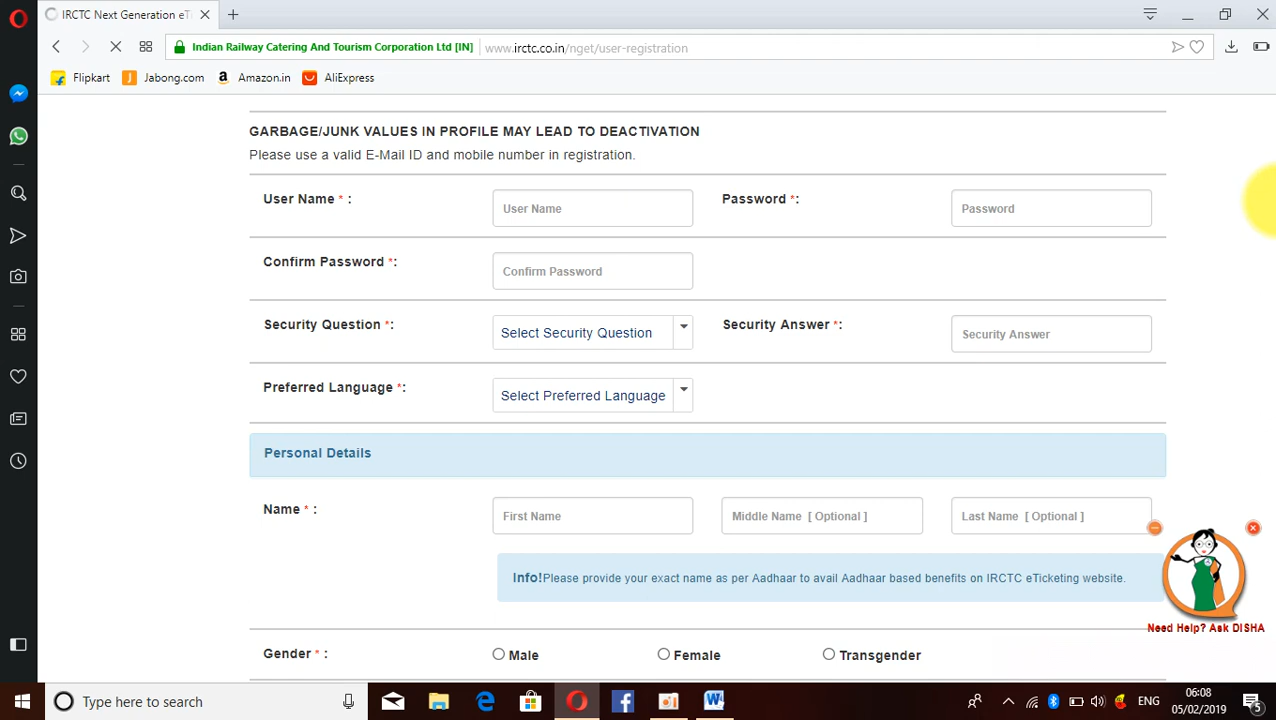 IRCTC Next Generation eTi
Indian Railway Catering And Tourism Corporation Ltd [IN]
www.irctc.co.in/nget/user-registration
Flipkart
Jabong.com
Amazon.in
AliExpress
GARBAGE/JUNK VALUES IN PROFILE MAY LEAD TO DEACTIVATION
Please use a valid E-Mail ID and mobile number in registration.
User Name * :
User Name
Password *:
Password
Confirm Password *:
Confirm Password
Security Question *:
Select Security Question
Security Answer *:
Security Answer
Preferred Language *:
Select Preferred Language
Personal Details
Name * :
First Name
Middle Name [ Optional ]
Last Name [ Optional ]
Info!Please provide your exact name as per Aadhaar to avail Aadhaar based benefits on IRCTC eTicketing website.
Need Help? Ask DISHA
Gender * :
Male
Female
Transgender
Type here to search
ENG
06:08
05/02/2019
5